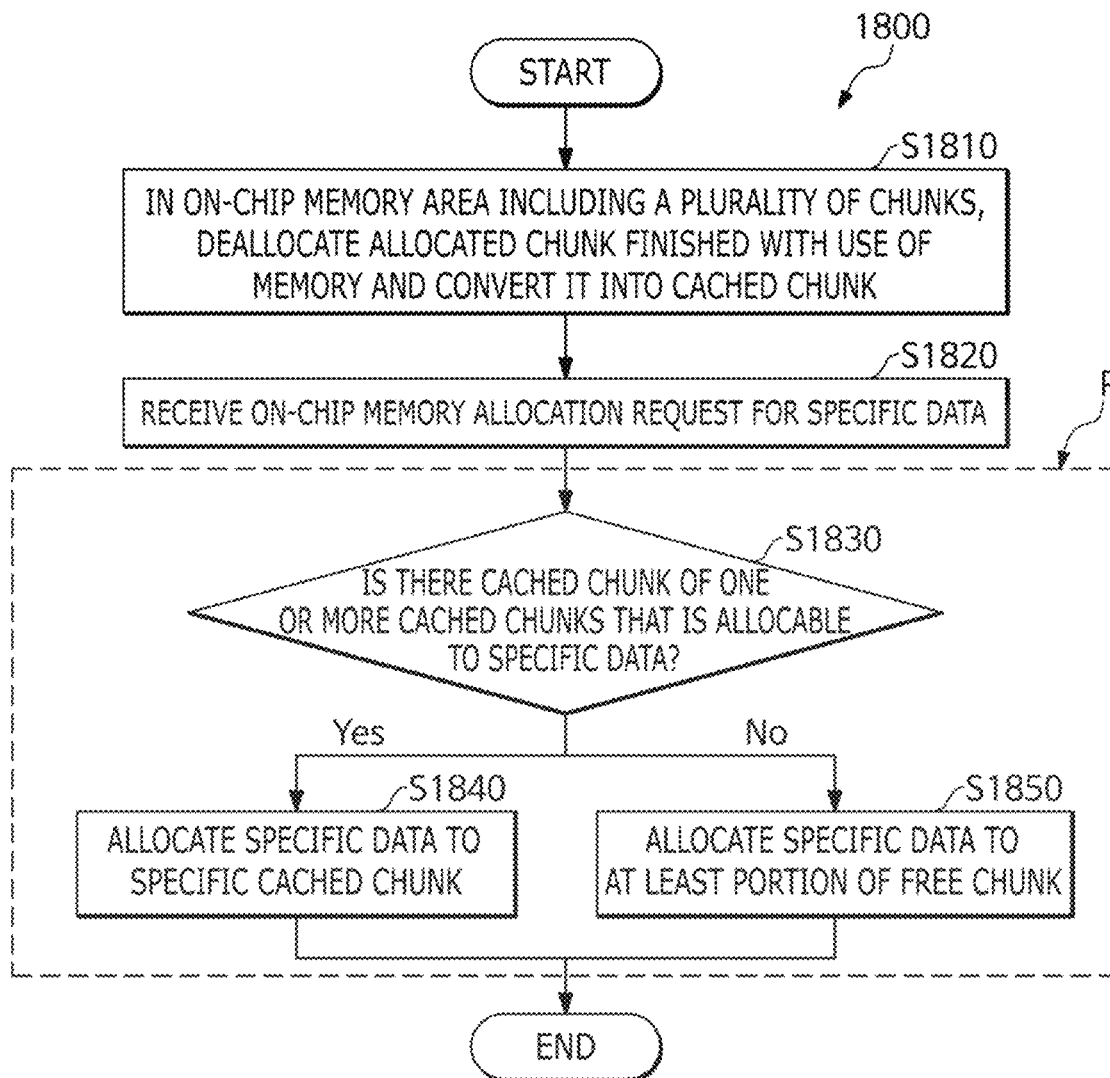 1800
START
S1810
IN ON-CHIP MEMORY AREA INCLUDING A PLURALITY OF CHUNKS,
DEALLOCATE ALLOCATED CHUNK FINISHED WITH USE OF
MEMORY AND CONVERT IT INTO CACHED CHUNK
S1820
RECEIVE ON-CHIP MEMORY ALLOCATION REQUEST FOR SPECIFIC DATA
S1830
IS THERE CACHED CHUNK OF ONE
OR MORE CACHED CHUNKS THAT IS ALLOCABLE
TO SPECIFIC DATA?
Yes
No
S1840
ALLOCATE SPECIFIC DATA TO
SPECIFIC CACHED CHUNK
S1850
ALLOCATE SPECIFIC DATA TO
AT LEAST PORTION OF FREE CHUNK
END